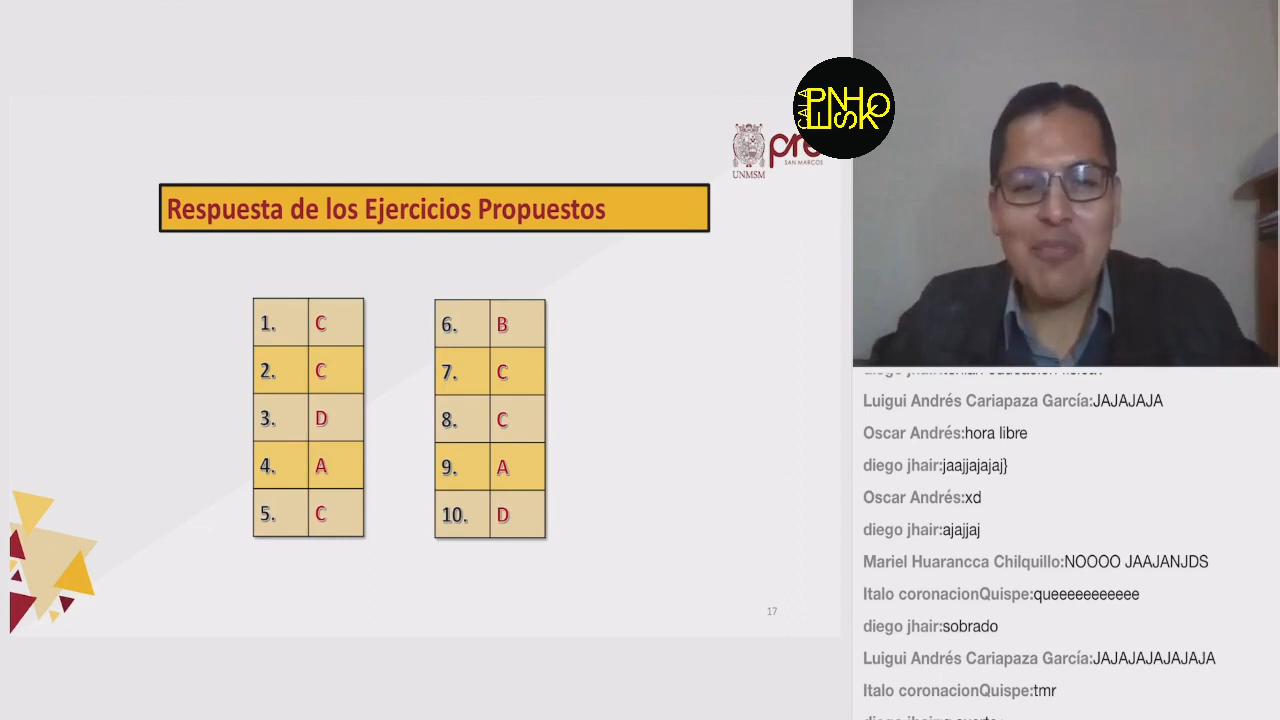 UNMSM
SAN MARCOS
Respuesta de los Ejercicios Propuestos
1. C
2. C
3. D
4. A
5. C
6. B
7. C
8. C
9. A
10. D
17
Luigui Andrés Cariapaza García:JAJAJAJA
Oscar Andrés:hora libre
diego jhair:jaajjajajaj}
Oscar Andrés:xd
diego jhair:ajajjaj
Mariel Huarancca Chilquillo:NOOOO JAAJANJDS
Italo coronacionQuispe:queeeeeeeeeee
diego jhair:sobrado
Luigui Andrés Cariapaza García:JAJAJAJAJAJAJA
Italo coronacionQuispe:tmr